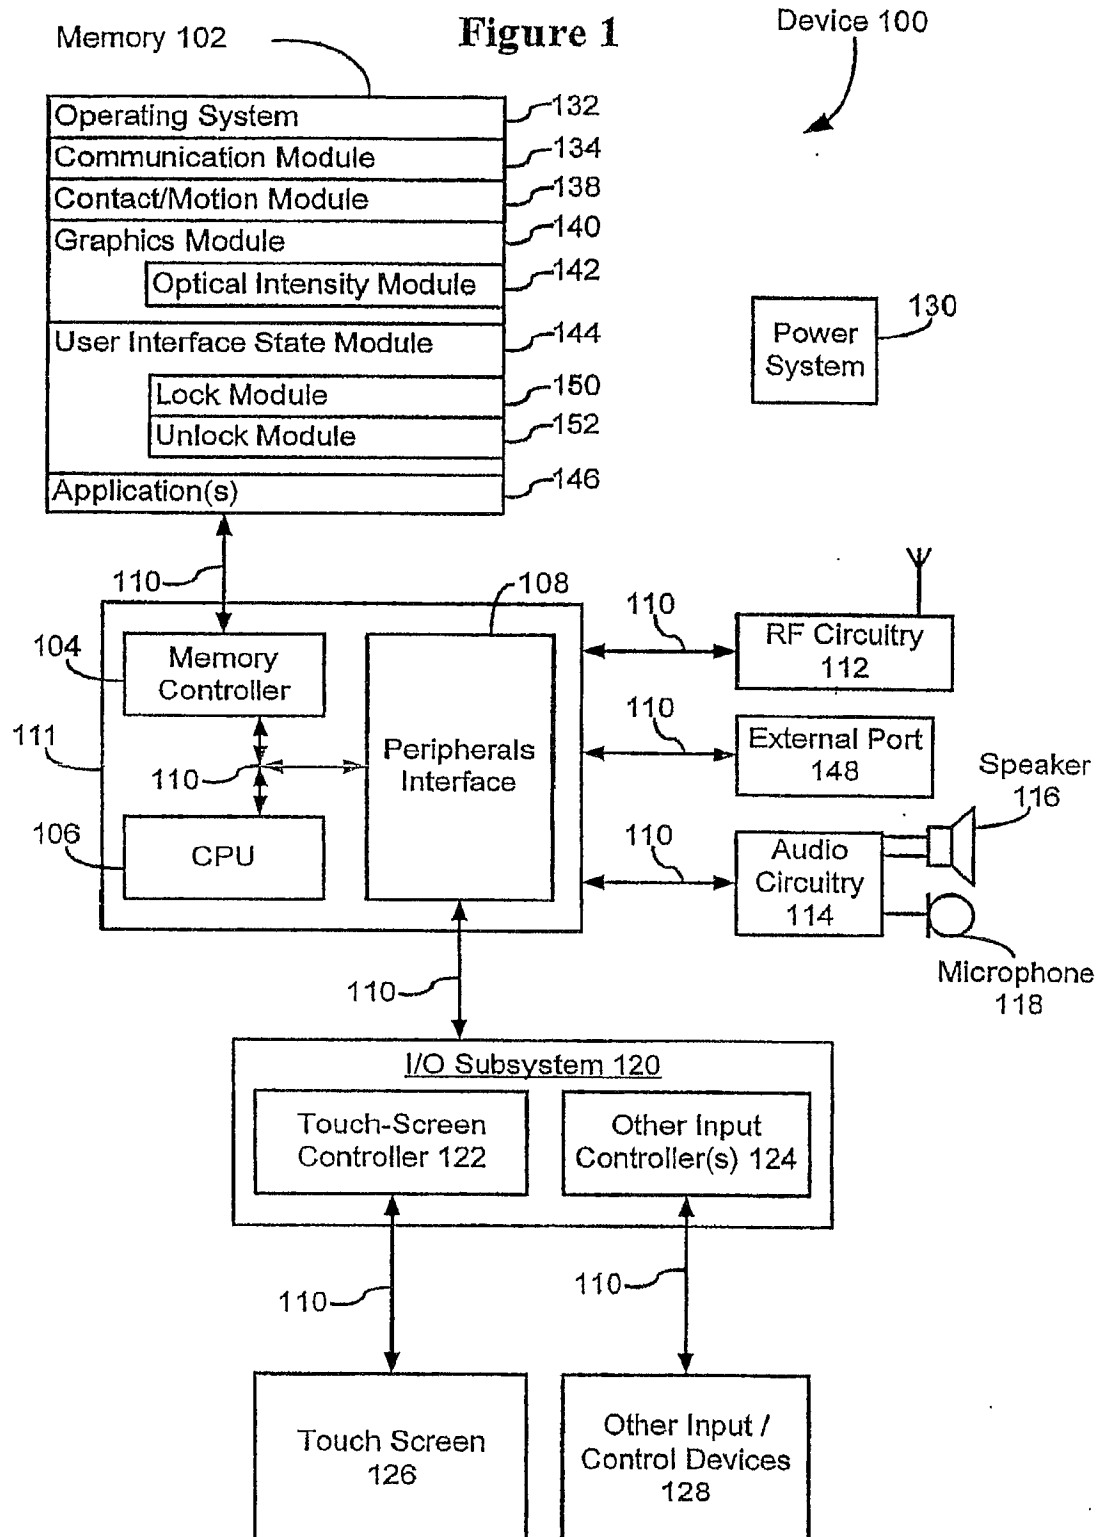 Figure 1
Memory 102
Device 100
Operating System
132
Communication Module
134
Contact/Motion Module
138
Graphics Module
140
Optical Intensity Module
142
User Interface State Module
144
Lock Module
150
Unlock Module
152
Application(s)
146
Power
System
130
110
108
104
Memory
Controller
111
110
Peripherals
Interface
106
CPU
110
RF Circuitry
112
110
External Port
148
Speaker
116
110
Audio
Circuitry
114
Microphone
118
110
I/O Subsystem 120
Touch-Screen
Controller 122
Other Input
Controller(s) 124
110
110
Touch Screen
126
Other Input /
Control Devices
128